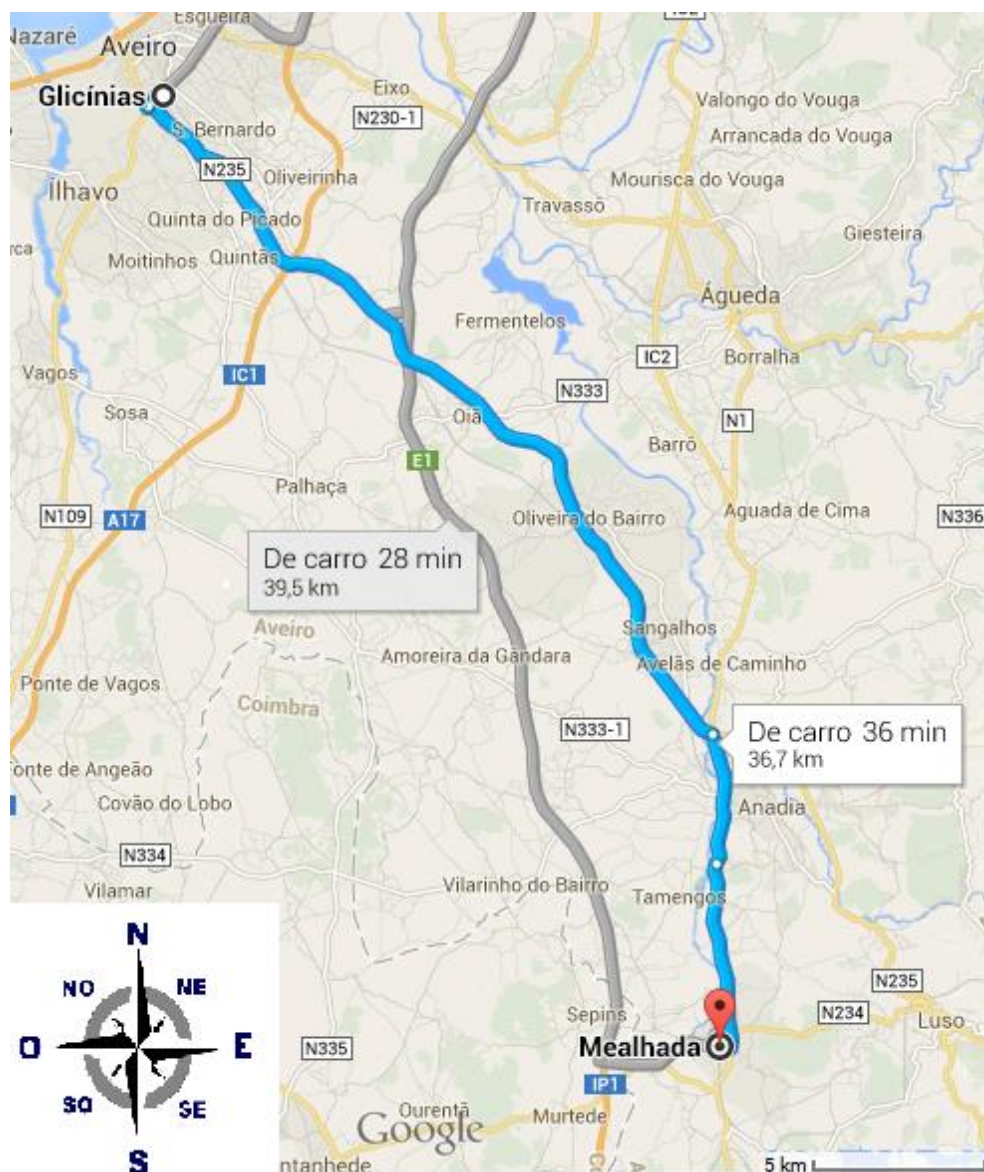 Esgueira
IC2
Nazaré
Aveiro
Glicínias
Eixo
N230-1
Valongo do Vouga
Arrancada do Vouga
S. Bernardo
N235
Oliveirinha
Mourisca do Vouga
Ílhavo
Travassô
Quinta do Picado
Giesteira
Moitinhos
Quintãs
Águeda
Fermentelos
Vagos
IC1
IC2
Borralha
N333
Sosa
Oiã
N1
Barrô
E1
Palhaça
N109
A17
Oliveira do Bairro
Aguada de Cima
N336
De carro 28 min
39,5 km
Aveiro
Sangalhos
Amoreira da Gândara
Avelãs de Caminho
Ponte de Vagos
Coimbra
N333-1
De carro 36 min
36,7 km
onte de Angeão
Covão do Lobo
Anadia
N334
Vilamar
Vilarinho do Bairro
Tamengos
N
NO
NE
O
E
SO
SE
S
N235
N234
Luso
Sepins
Mealhada
N335
IP1
Ourentã
Murtede
Google
ntanhede
5 km